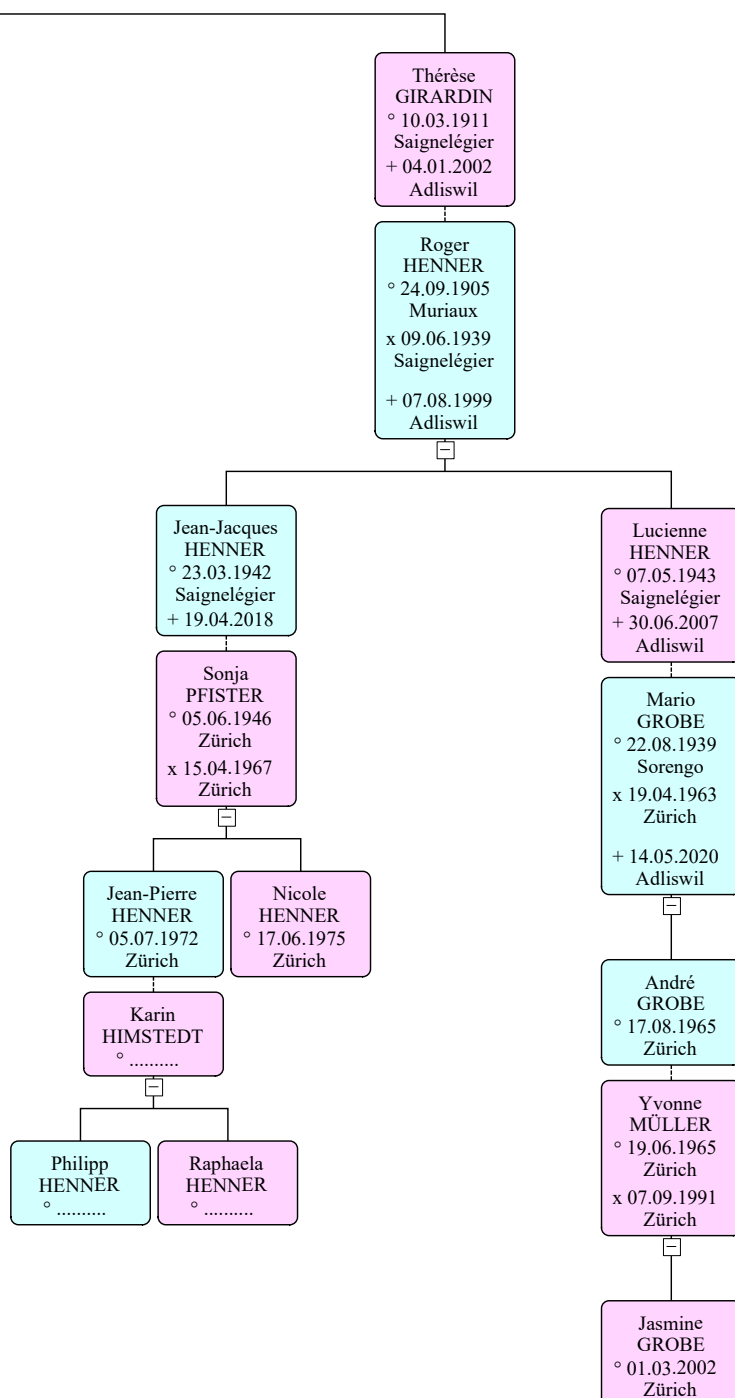 Thérèse
GIRARDIN
° 10.03.1911
Saignelégier
+ 04.01.2002
Adliswil
Roger
HENNER
° 24.09.1905
Muriaux
x 09.06.1939
Saignelégier
+ 07.08.1999
Adliswil
Jean-Jacques
HENNER
° 23.03.1942
Saignelégier
+ 19.04.2018
Sonja
PFISTER
° 05.06.1946
Zürich
x 15.04.1967
Zürich
Jean-Pierre
HENNER
° 05.07.1972
Zürich
Nicole
HENNER
° 17.06.1975
Zürich
Karin
HIMSTEDT
° ..........
Philipp
HENNER
° ..........
Raphaela
HENNER
° ..........
Lucienne
HENNER
° 07.05.1943
Saignelégier
+ 30.06.2007
Adliswil
Mario
GROBE
° 22.08.1939
Sorengo
x 19.04.1963
Zürich
+ 14.05.2020
Adliswil
André
GROBE
° 17.08.1965
Zürich
Yvonne
MÜLLER
° 19.06.1965
Zürich
x 07.09.1991
Zürich
Jasmine
GROBE
° 01.03.2002
Zürich